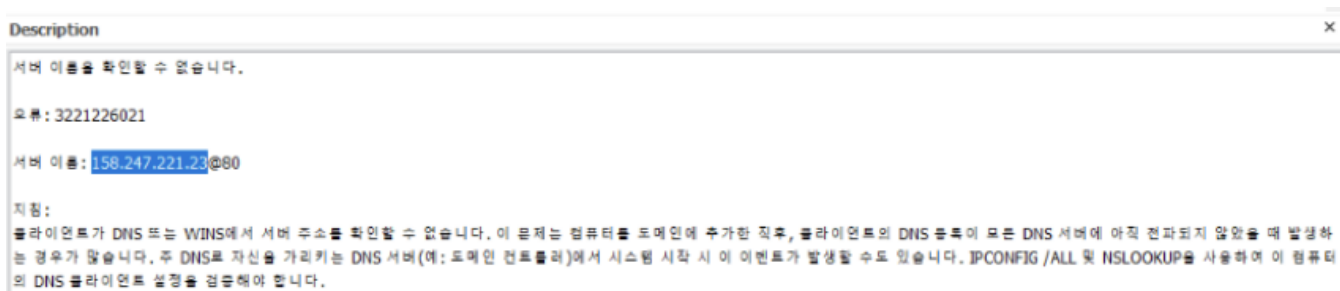 Description
서버 이름을 확인할 수 없습니다.
오류: 3221226021
서버 이름: 158.247.221.23@80
지침:
클라이언트가 DNS 또는 WINS에서 서버 주소를 확인할 수 없습니다. 이 문제는 컴퓨터를 도메인에 추가한 직후, 클라이언트의 DNS 등록이 모든 DNS 서버에 아직 전파되지 않았을 때 발생하
는 경우가 많습니다. 주 DNS로 자신을 가리키는 DNS 서버(예: 도메인 컨트롤러)에서 시스템 시작 시 이 이벤트가 발생할 수도 있습니다. IPCONFIG /ALL 및 NSLOOKUP을 사용하여 이 컴퓨터
의 DNS 클라이언트 설정을 검증해야 합니다.